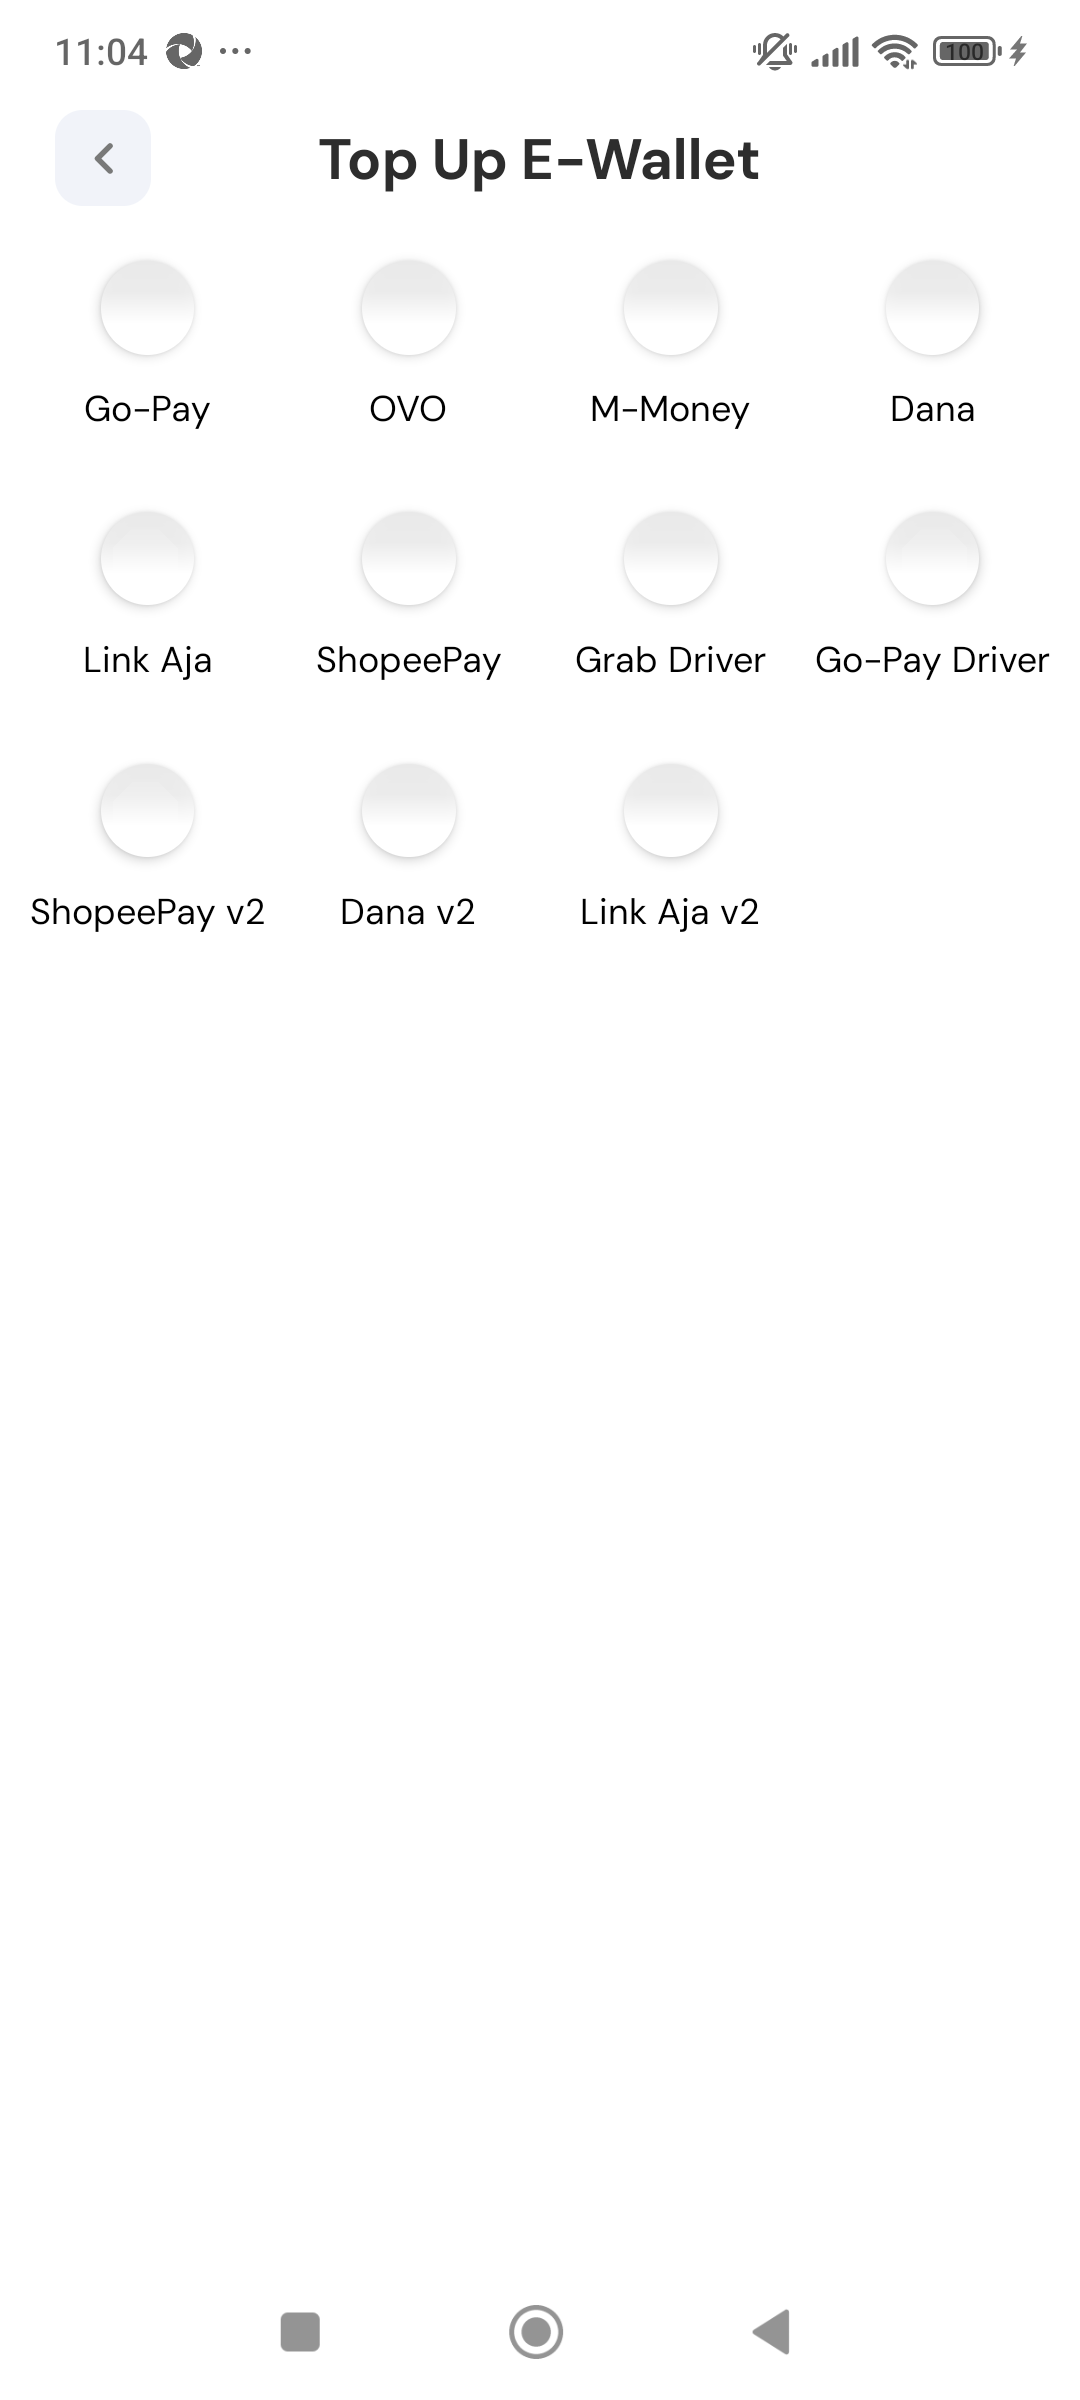 11:04
100
Top Up E-Wallet
Go-Pay OVO M-Money Dana
Link Aja ShopeePay Grab Driver Go-Pay Driver
ShopeePay v2 Dana v2 Link Aja v2